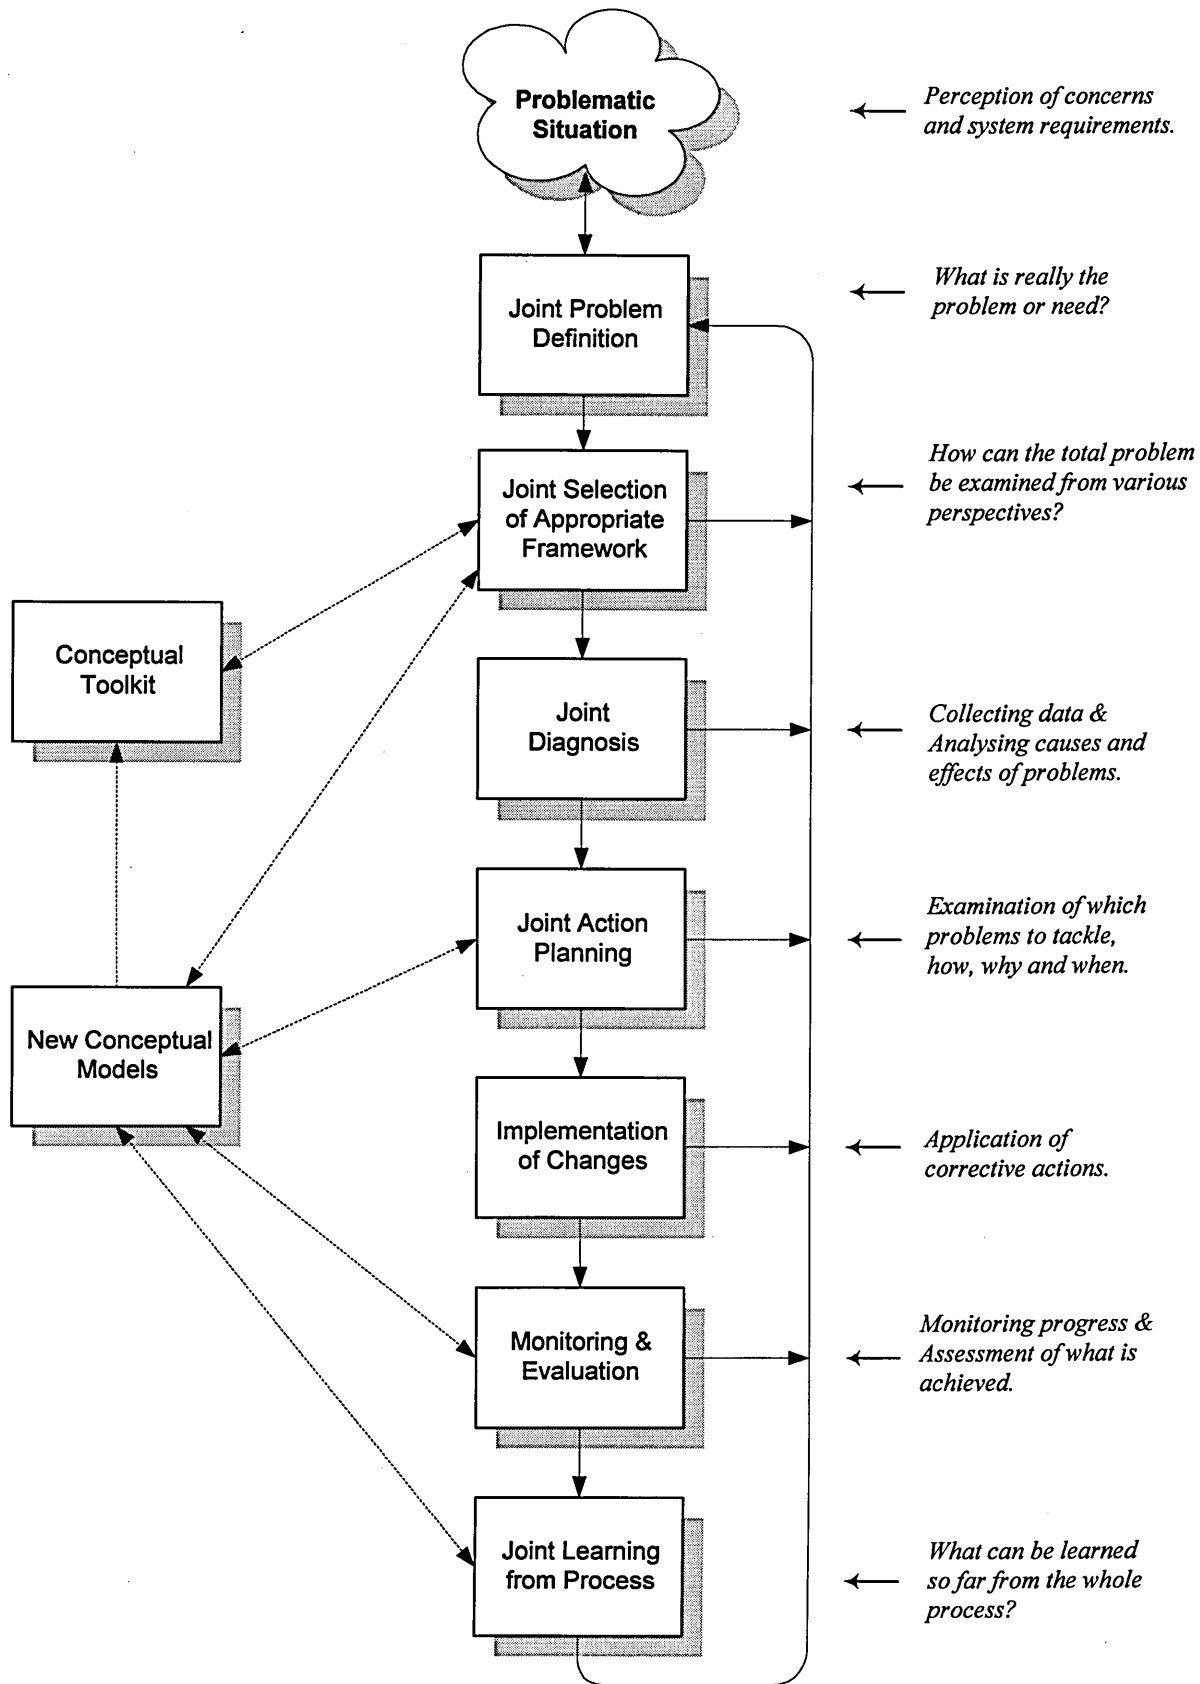 Problematic
Situation
Perception of concerns
and system requirements.
Joint Problem
Definition
What is really the
problem or need?
Joint Selection
of Appropriate
Framework
How can the total problem
be examined from various
perspectives?
Conceptual
Toolkit
Joint
Diagnosis
Collecting data &
Analysing causes and
effects of problems.
Joint Action
Planning
Examination of which
problems to tackle,
how, why and when.
New Conceptual
Models
Implementation
of Changes
Application of
corrective actions.
Monitoring &
Evaluation
Monitoring progress &
Assessment of what is
achieved.
Joint Learning
from Process
What can be learned
so far from the whole
process?